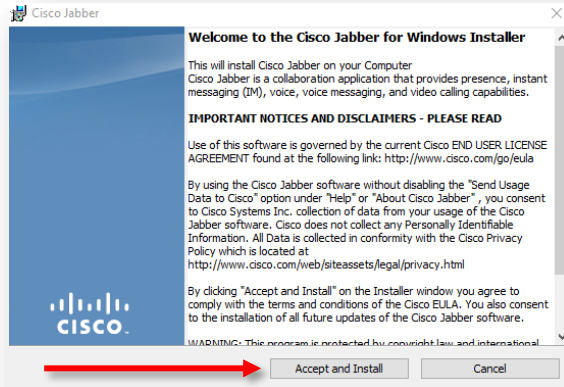 Cisco Jabber
Welcome to the Cisco Jabber for Windows Installer
This will install Cisco Jabber on your Computer
Cisco Jabber is a collaboration application that provides presence, instant
messaging (IM), voice, voice messaging, and video calling capabilities.
IMPORTANT NOTICES AND DISCLAIMERS - PLEASE READ
Use of this software is governed by the current Cisco END USER LICENSE
AGREEMENT found at the following link: http://www.cisco.com/go/eula
By using the Cisco Jabber software without disabling the "Send Usage
Data to Cisco" option under "Help" or "About Cisco Jabber" , you consent
to Cisco Systems Inc. collection of data from your usage of the Cisco
Jabber software. Cisco does not collect any Personally Identifiable
Information. All Data is collected in conformity with the Cisco Privacy
Policy which is located at
http://www.cisco.com/web/siteassets/legal/privacy.html
By clicking "Accept and Install" on the Installer window you agree to
comply with the terms and conditions of the Cisco EULA. You also consent
to the installation of all future updates of the Cisco Jabber software.
WARNING: This program is protected by copyright law and international
CISCO.
Accept and Install
Cancel